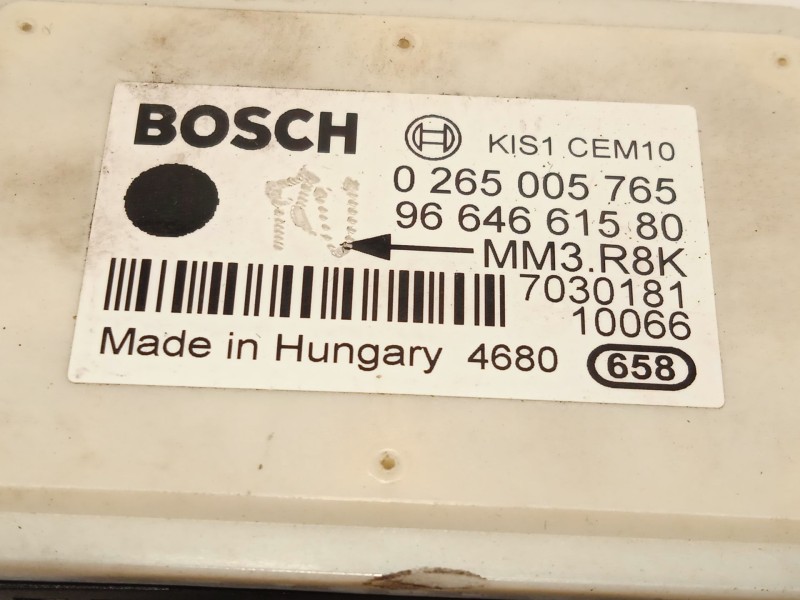 BOSCH KIS1 CEM10
0 265 005 765
96 646 615 80
MM3.R8K
7030181
10066
Made in Hungary 4680 658